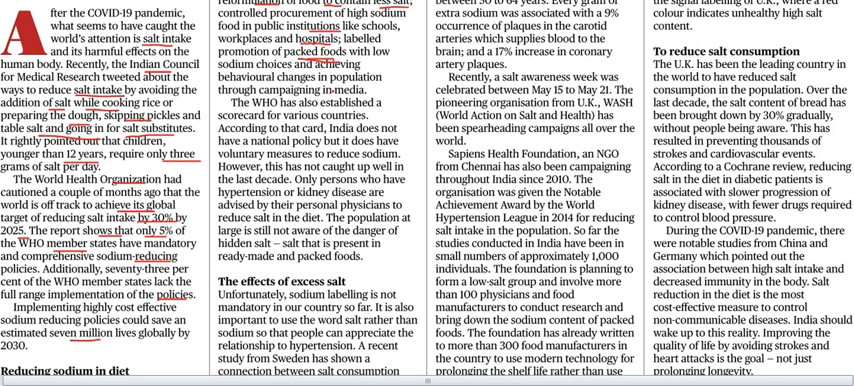 After the COVID-19 pandemic,
what seems to have caught the
world's attention is salt intake
and its harmful effects on the
human body. Recently, the Indian Council
for Medical Research tweeted about the
ways to reduce salt intake by avoiding the
addition of salt while cooking rice or
preparing the dough, skipping pickles and
table salt and going in for salt substitutes.
It rightly pointed out that children,
younger than 12 years, require only three
grams of salt per day.
The World Health Organization had
cautioned a couple of months ago that the
world is off track to achieve its global
target of reducing salt intake by 30% by
2025. The report shows that only 5% of
the WHO member states have mandatory
and comprehensive sodium-reducing
policies. Additionally, seventy-three per
cent of the WHO member states lack the
full range implementation of the policies.
Implementing highly cost effective
sodium reducing policies could save an
estimated seven million lives globally by
2030.
Reducing sodium in diet
reformulation of food to contain less salt;
controlled procurement of high sodium
food in public institutions like schools,
workplaces and hospitals; labelled
promotion of packed foods with low
sodium choices and achieving
behavioural changes in population
through campaigning in media.
The WHO has also established a
scorecard for various countries.
According to that card, India does not
have a national policy but it does have
voluntary measures to reduce sodium.
However, this has not caught up well in
the last decade. Only persons who have
hypertension or kidney disease are
advised by their personal physicians to
reduce salt in the diet. The population at
large is still not aware of the danger of
hidden salt – salt that is present in
ready-made and packed foods.
The effects of excess salt
Unfortunately, sodium labelling is not
mandatory in our country so far. It is also
important to use the word salt rather than
sodium so that people can appreciate the
relationship to hypertension. A recent
study from Sweden has shown a
connection between salt consumption
between 50 to 64 years. Every gram of
extra sodium was associated with a 9%
occurrence of plaques in the carotid
arteries which supplies blood to the
brain; and a 17% increase in coronary
artery plaques.
Recently, a salt awareness week was
celebrated between May 15 to May 21. The
pioneering organisation from U.K., WASH
(World Action on Salt and Health) has
been spearheading campaigns all over the
world.
Sapiens Health Foundation, an NGO
from Chennai has also been campaigning
throughout India since 2010. The
organisation was given the Notable
Achievement Award by the World
Hypertension League in 2014 for reducing
salt intake in the population. So far the
studies conducted in India have been in
small numbers of approximately 1,000
individuals. The foundation is planning to
form a low-salt group and involve more
than 100 physicians and food
manufacturers to conduct research and
bring down the sodium content of packed
foods. The foundation has already written
to more than 300 food manufacturers in
the country to use modern technology for
prolonging the shelf life rather than use
the signal labelling of U.K., where a red
colour indicates unhealthy high salt
content.
To reduce salt consumption
The U.K. has been the leading country in
the world to have reduced salt
consumption in the population. Over the
last decade, the salt content of bread has
been brought down by 30% gradually,
without people being aware. This has
resulted in preventing thousands of
strokes and cardiovascular events.
According to a Cochrane review, reducing
salt in the diet in diabetic patients is
associated with slower progression of
kidney disease, with fewer drugs required
to control blood pressure.
During the COVID-19 pandemic, there
were notable studies from China and
Germany which pointed out the
association between high salt intake and
decreased immunity in the body. Salt
reduction in the diet is the most
cost-effective measure to control
non-communicable diseases. India should
wake up to this reality. Improving the
quality of life by avoiding strokes and
heart attacks is the goal – not just
prolonging longevity.